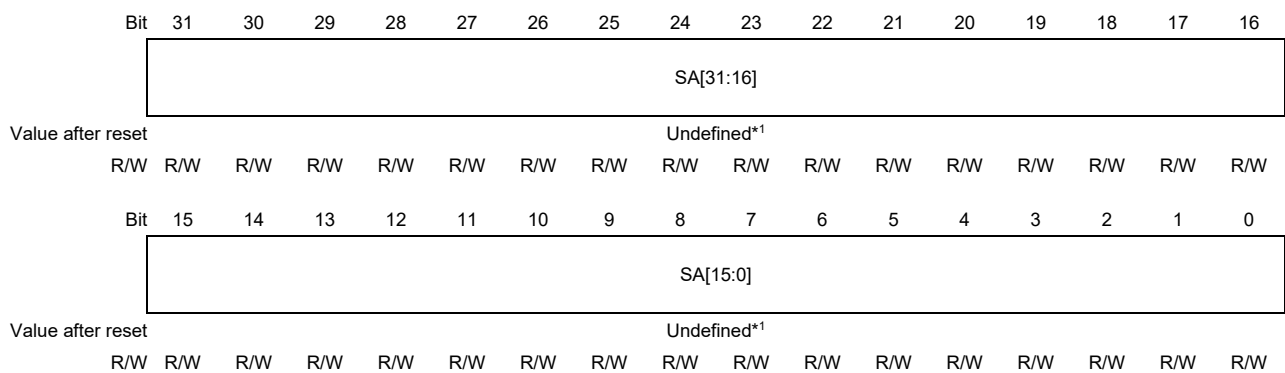 Bit 31 30 29 28 27 26 25 24 23 22 21 20 19 18 17 16
SA[31:16]
Value after reset Undefined*1
R/W R/W R/W R/W R/W R/W R/W R/W R/W R/W R/W R/W R/W R/W R/W R/W R/W
Bit 15 14 13 12 11 10 9 8 7 6 5 4 3 2 1 0
SA[15:0]
Value after reset Undefined*1
R/W R/W R/W R/W R/W R/W R/W R/W R/W R/W R/W R/W R/W R/W R/W R/W R/W